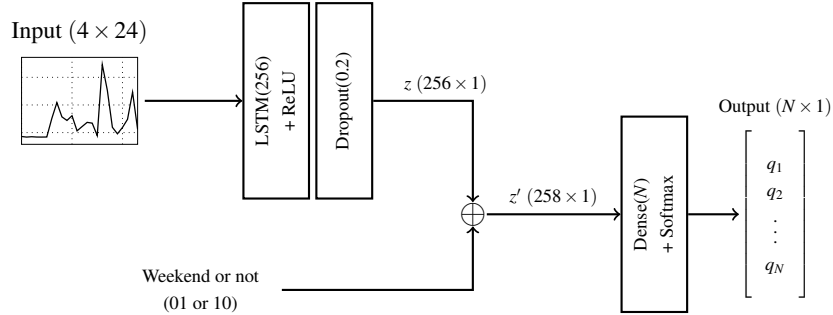 Input (4 × 24)
LSTM(256)
+ ReLU
Dropout(0.2)
z (256 × 1)
Weekend or not
(01 or 10)
z′ (258 × 1)
Dense(N)
+ Softmax
Output (N × 1)
q1
q2
⋮
qN